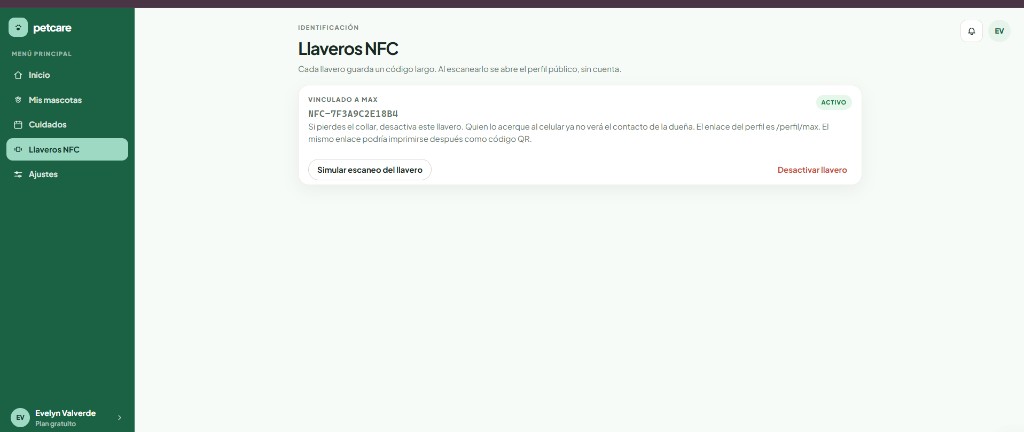 petcare
MENÚ PRINCIPAL
Inicio
Mis mascotas
Cuidados
Llaveros NFC
Ajustes
EV
Evelyn Valverde
Plan gratuito
IDENTIFICACIÓN
Llaveros NFC
Cada llavero guarda un código largo. Al escanearlo se abre el perfil público, sin cuenta.
EV
VINCULADO A MAX
ACTIVO
NFC-7F3A9C2E18B4
Si pierdes el collar, desactiva este llavero. Quien lo acerque al celular ya no verá el contacto de la dueña. El enlace del perfil es /perfil/max. El
mismo enlace podría imprimirse después como código QR.
Simular escaneo del llavero
Desactivar llavero